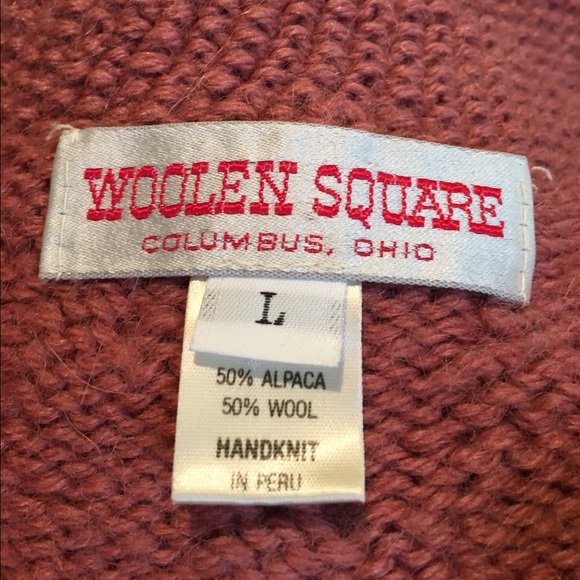 WOOLEN SQUARE
COLUMBUS, OHIO
L
50% ALPACA
50% WOOL
HANDKNIT
IN PERU